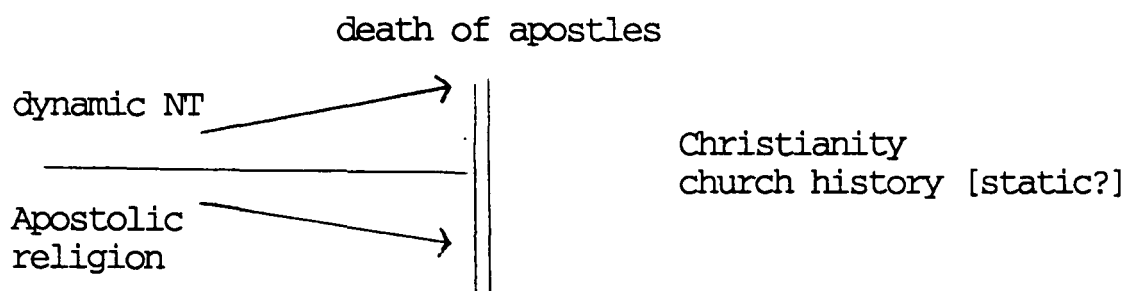 death of apostles
dynamic NT
Christianity
church history [static?]
Apostolic
religion